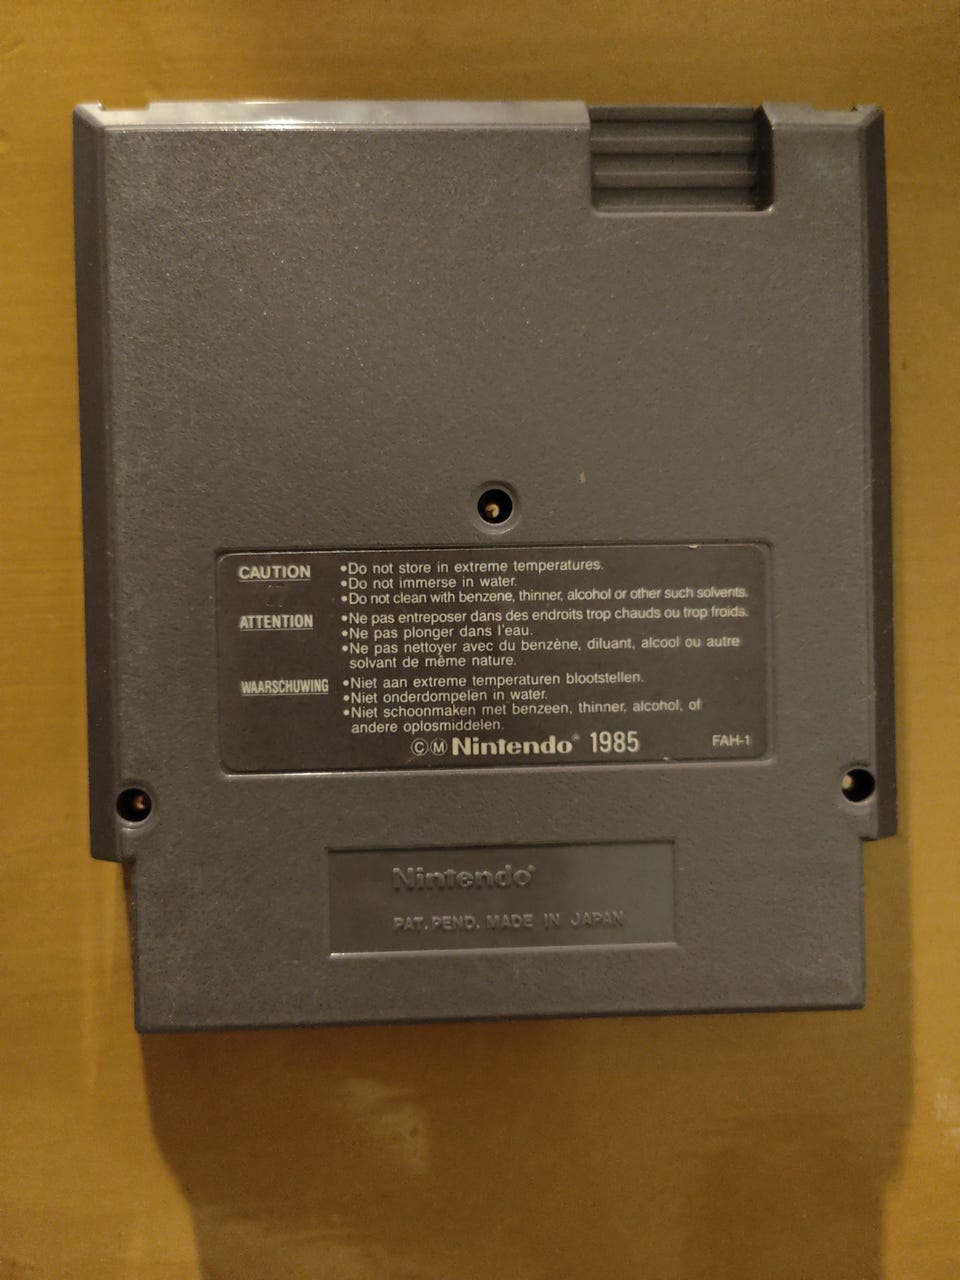 CAUTION
•Do not store in extreme temperatures.
•Do not immerse in water.
•Do not clean with benzene, thinner, alcohol or other such solvents.
ATTENTION
•Ne pas entreposer dans des endroits trop chauds ou trop froids.
•Ne pas plonger dans l'eau.
•Ne pas nettoyer avec du benzène, diluant, alcool ou autre
solvant de même nature.
WAARSCHUWING
•Niet aan extreme temperaturen blootstellen.
•Niet onderdompelen in water.
•Niet schoonmaken met benzeen, thinner, alcohol, of
andere oplosmiddelen.
ⒸⓂ Nintendo® 1985
FAH-1
Nintendo®
PAT. PEND. MADE IN JAPAN